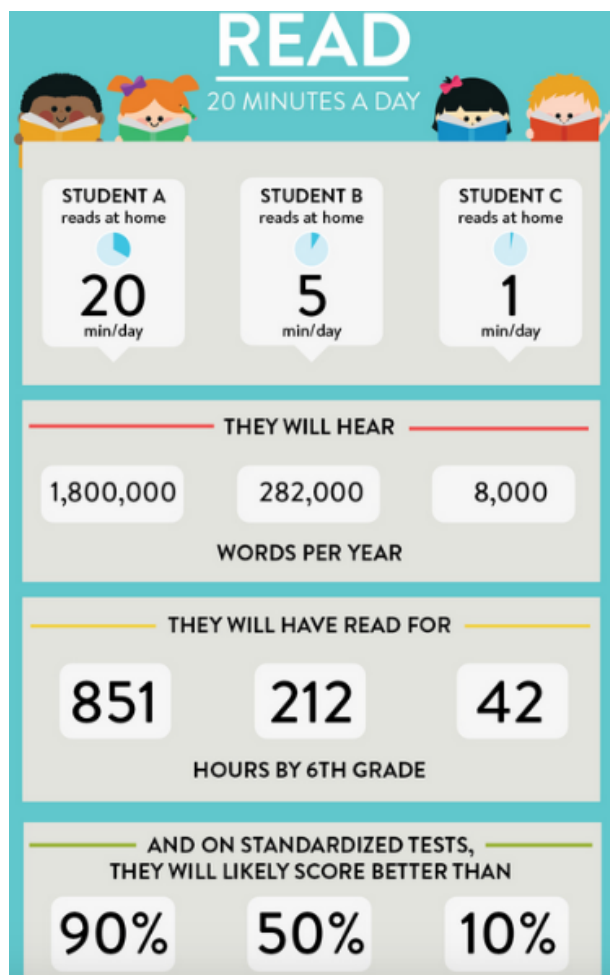 READ
20 MINUTES A DAY
STUDENT A
reads at home
20
min/day
STUDENT B
reads at home
5
min/day
STUDENT C
reads at home
1
min/day
THEY WILL HEAR
1,800,000 282,000 8,000
WORDS PER YEAR
THEY WILL HAVE READ FOR
851 212 42
HOURS BY 6TH GRADE
AND ON STANDARDIZED TESTS,
THEY WILL LIKELY SCORE BETTER THAN
90% 50% 10%